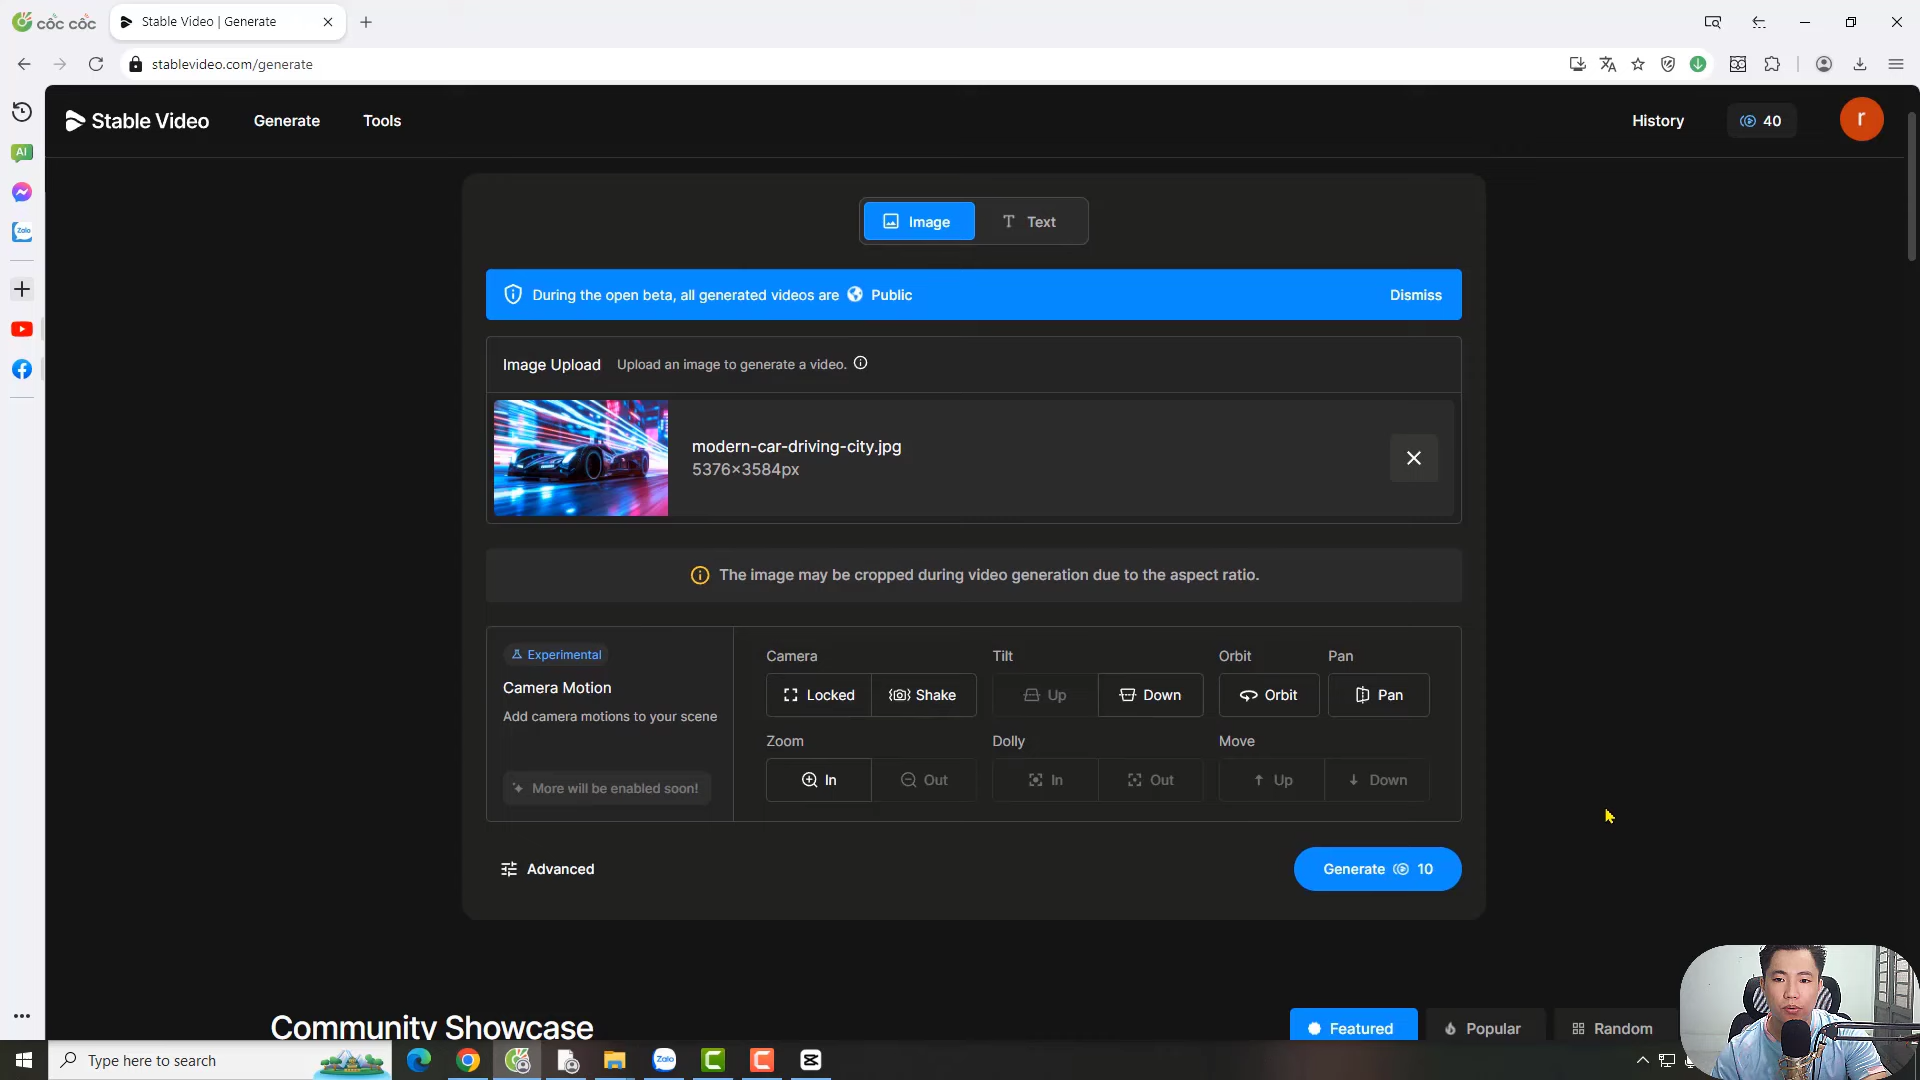 cốc cốc
Stable Video | Generate
stablevideo.com/generate
Stable Video
Generate
Tools
History
40
r
Image
Text
During the open beta, all generated videos are Public
Dismiss
Image Upload
Upload an image to generate a video.
modern-car-driving-city.jpg
5376×3584px
The image may be cropped during video generation due to the aspect ratio.
Experimental
Camera Motion
Add camera motions to your scene
More will be enabled soon!
Camera
Locked
Shake
Tilt
Up
Down
Orbit
Orbit
Pan
Pan
Zoom
In
Out
Dolly
In
Out
Move
Up
Down
Advanced
Generate 10
Community Showcase
Featured
Popular
Random
AI
Zalo
Type here to search
Zalo